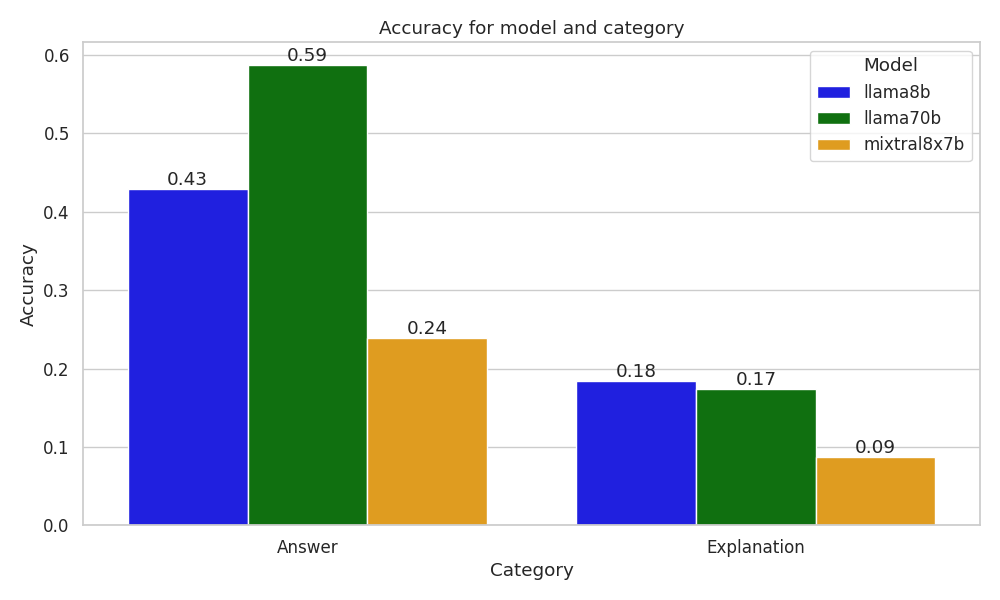 Accuracy for model and category
0.6
0.5
0.4
0.3
0.2
0.1
0.0
Accuracy
0.43
0.59
0.24
0.18
0.17
0.09
Model
llama8b
llama70b
mixtral8x7b
Answer
Explanation
Category